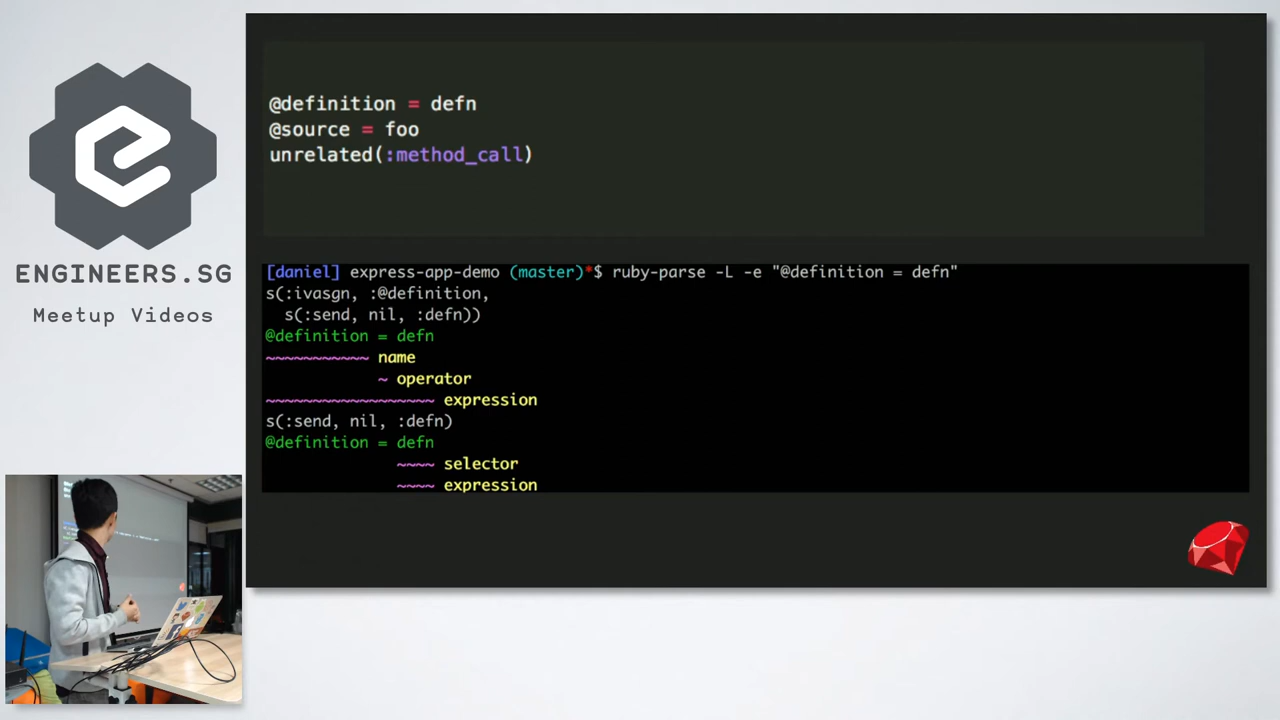 ENGINEERS.SG
Meetup Videos
@definition = defn
@source = foo
unrelated(:method_call)
[daniel] express-app-demo (master)*$ ruby-parse -L -e "@definition = defn"
s(:ivasgn, :@definition,
  s(:send, nil, :defn))
@definition = defn
~~~~~~~~~~~ name
            ~ operator
~~~~~~~~~~~~~~~~~~ expression
s(:send, nil, :defn)
@definition = defn
              ~~~~ selector
              ~~~~ expression